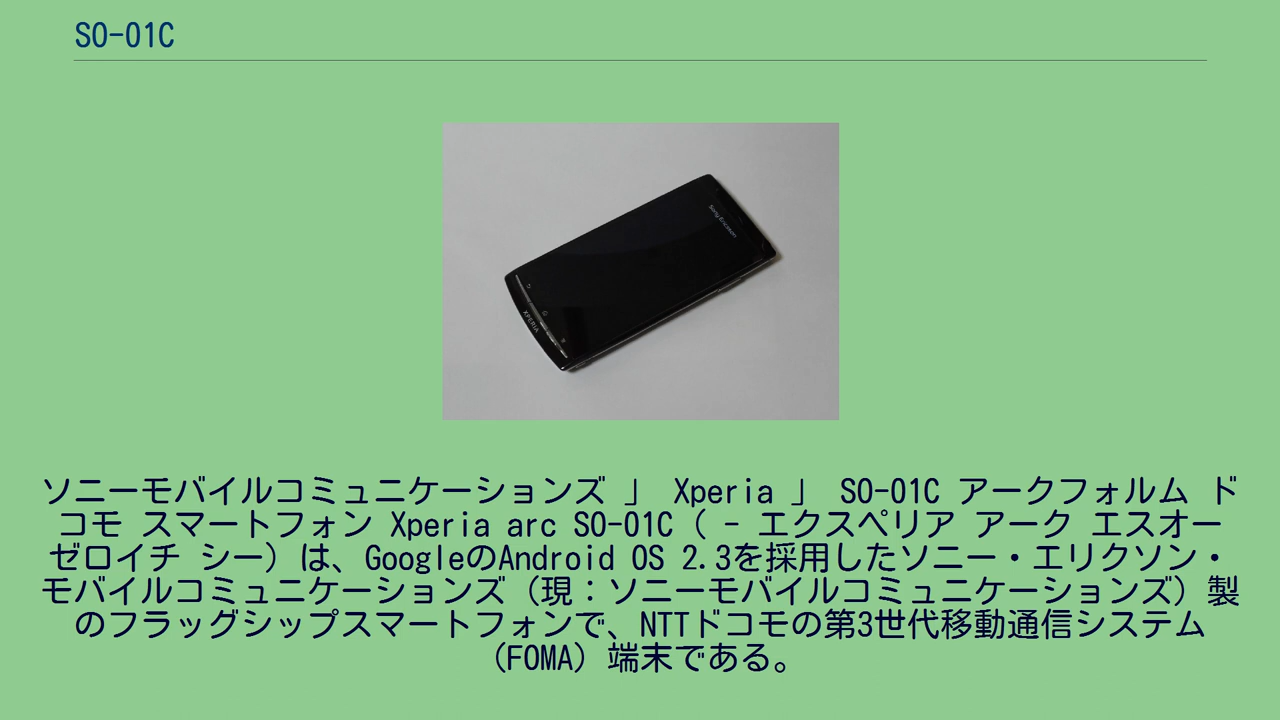 SO-01C
Sony Ericsson
XPERIA
ソニーモバイルコミュニケーションズ 」 Xperia 」 SO-01C アークフォルム ド
コモ スマートフォン Xperia arc SO-01C（ - エクスペリア アーク エスオー
ゼロイチ シー）は、GoogleのAndroid OS 2.3を採用したソニー・エリクソン・
モバイルコミュニケーションズ（現：ソニーモバイルコミュニケーションズ）製
のフラッグシップスマートフォンで、NTTドコモの第3世代移動通信システム
（FOMA）端末である。